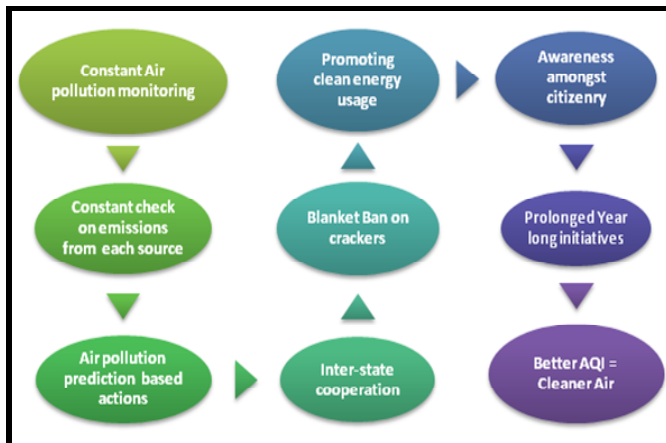 Constant Air
pollution monitoring
Constant check
on emissions
from each source
Air pollution
prediction based
actions
Inter-state
cooperation
Blanket Ban on
crackers
Promoting
clean energy
usage
Awareness
amongst
citizenry
Prolonged Year
long initiatives
Better AQI =
Cleaner Air